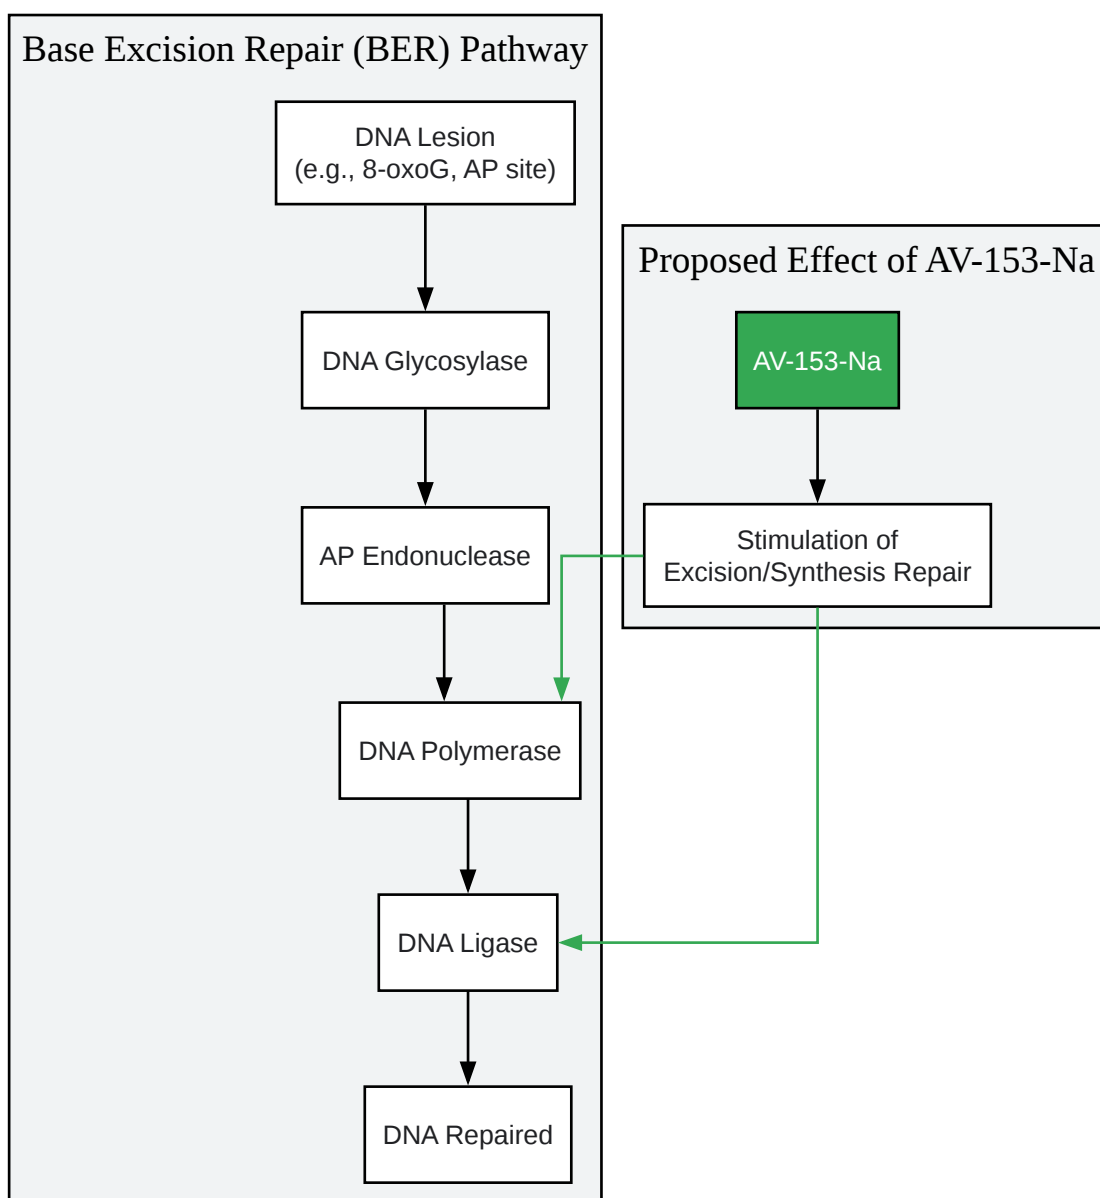 Base Excision Repair (BER) Pathway
DNA Lesion
(e.g., 8-oxoG, AP site)
DNA Glycosylase
AP Endonuclease
DNA Polymerase
DNA Ligase
DNA Repaired
Proposed Effect of AV-153-Na
AV-153-Na
Stimulation of
Excision/Synthesis Repair